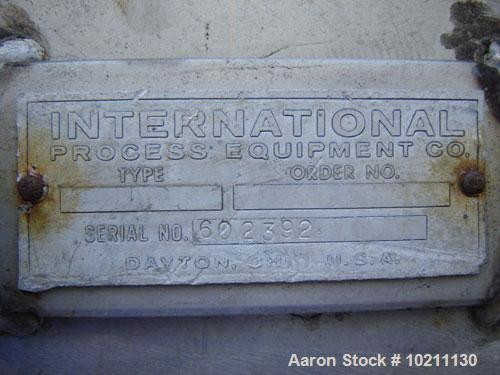 INTERNATIONAL
PROCESS EQUIPMENT CO.
TYPE ORDER NO.
SERIAL NO. 602392
DAYTON, OHIO U.S.A.
Aaron Stock # 10211130